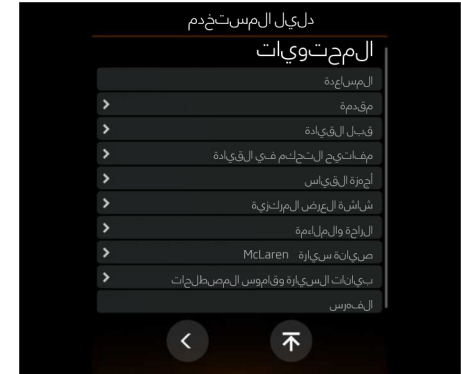 دليل المستخدم
المحتويات
المساعدة
مقدمة
قبل القيادة
مفاتيح التحكم في القيادة
أجهزة القياس
شاشة العرض المركزية
الراحة والملاءمة
صيانة سيارة McLaren
بيانات السيارة وقاموس المصطلحات
الفهرس